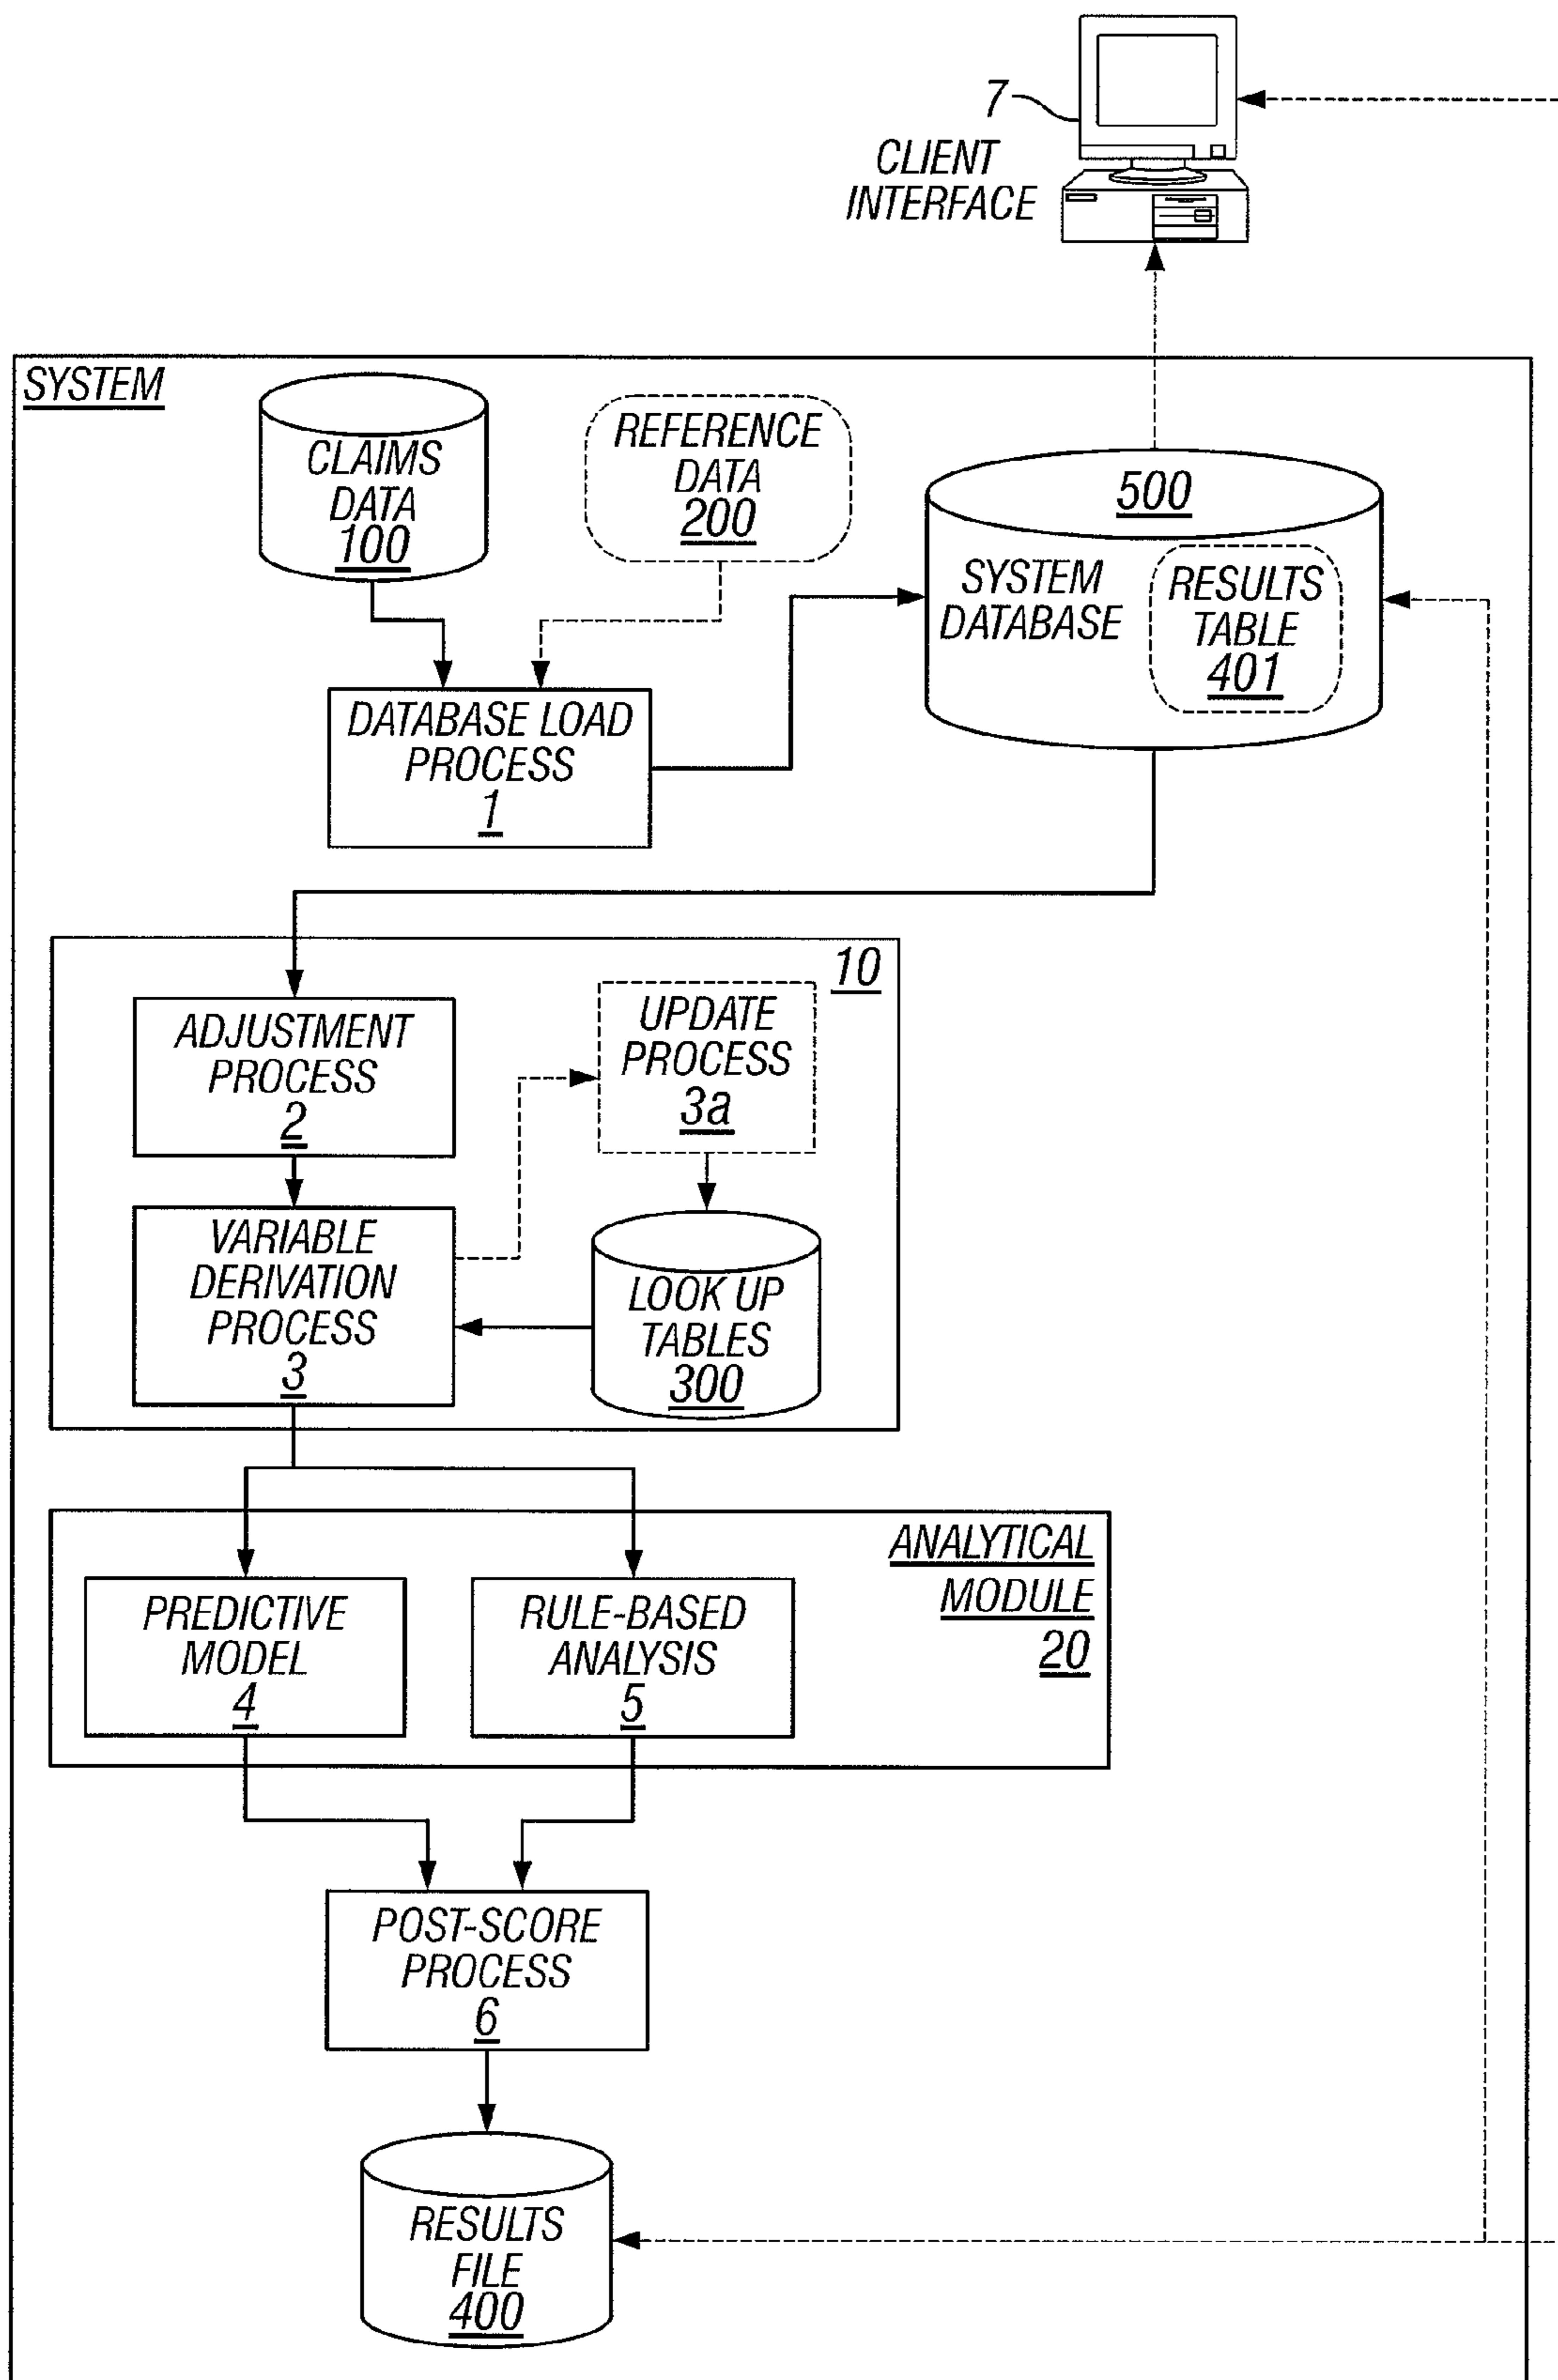 7
CLIENT
INTERFACE
SYSTEM
CLAIMS
DATA
100
REFERENCE
DATA
200
500
SYSTEM
DATABASE
RESULTS
TABLE
401
DATABASE LOAD
PROCESS
1
10
ADJUSTMENT
PROCESS
2
UPDATE
PROCESS
3a
VARIABLE
DERIVATION
PROCESS
3
LOOK UP
TABLES
300
ANALYTICAL
MODULE
20
PREDICTIVE
MODEL
4
RULE-BASED
ANALYSIS
5
POST-SCORE
PROCESS
6
RESULTS
FILE
400